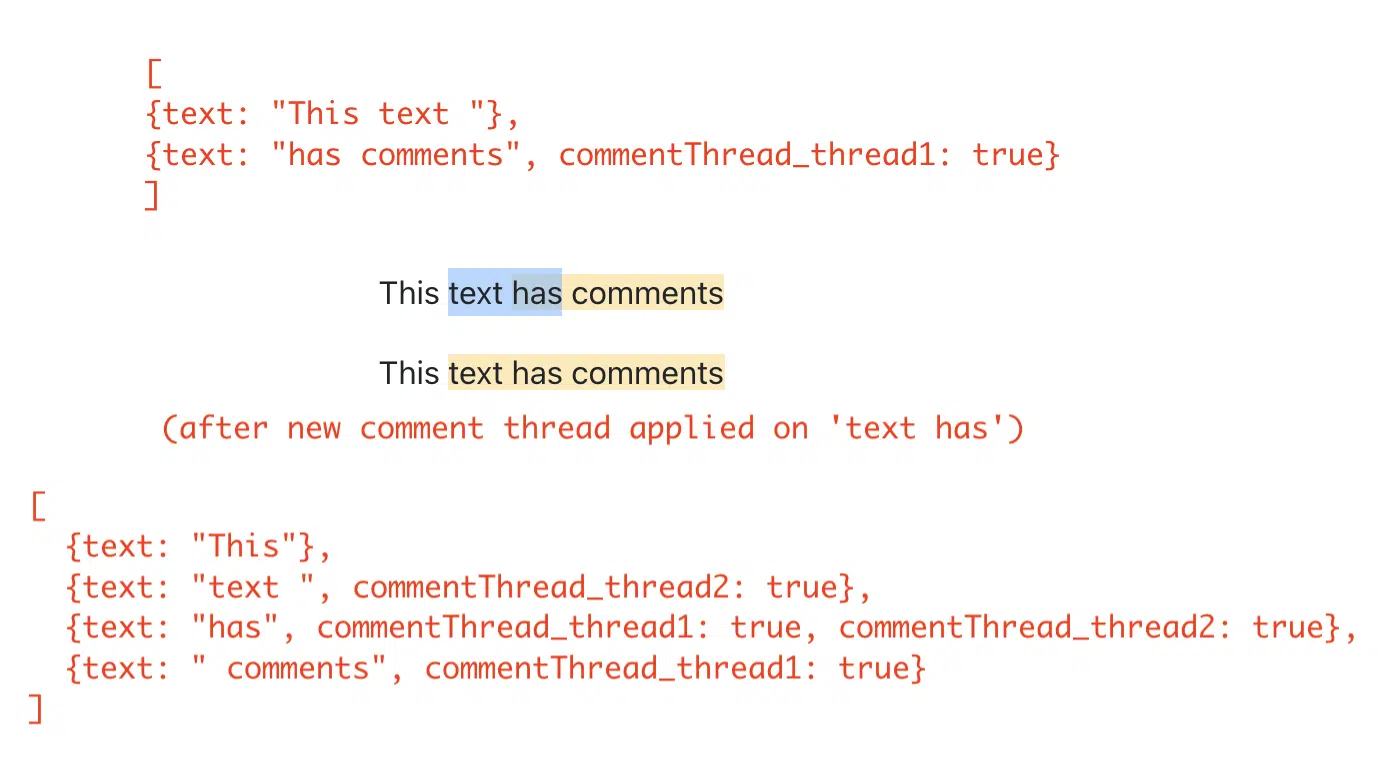 [
{text: "This text "},
{text: "has comments", commentThread_thread1: true}
]
This text has comments
This text has comments
(after new comment thread applied on 'text has')
[
{text: "This"},
{text: "text ", commentThread_thread2: true},
{text: "has", commentThread_thread1: true, commentThread_thread2: true},
{text: " comments", commentThread_thread1: true}
]